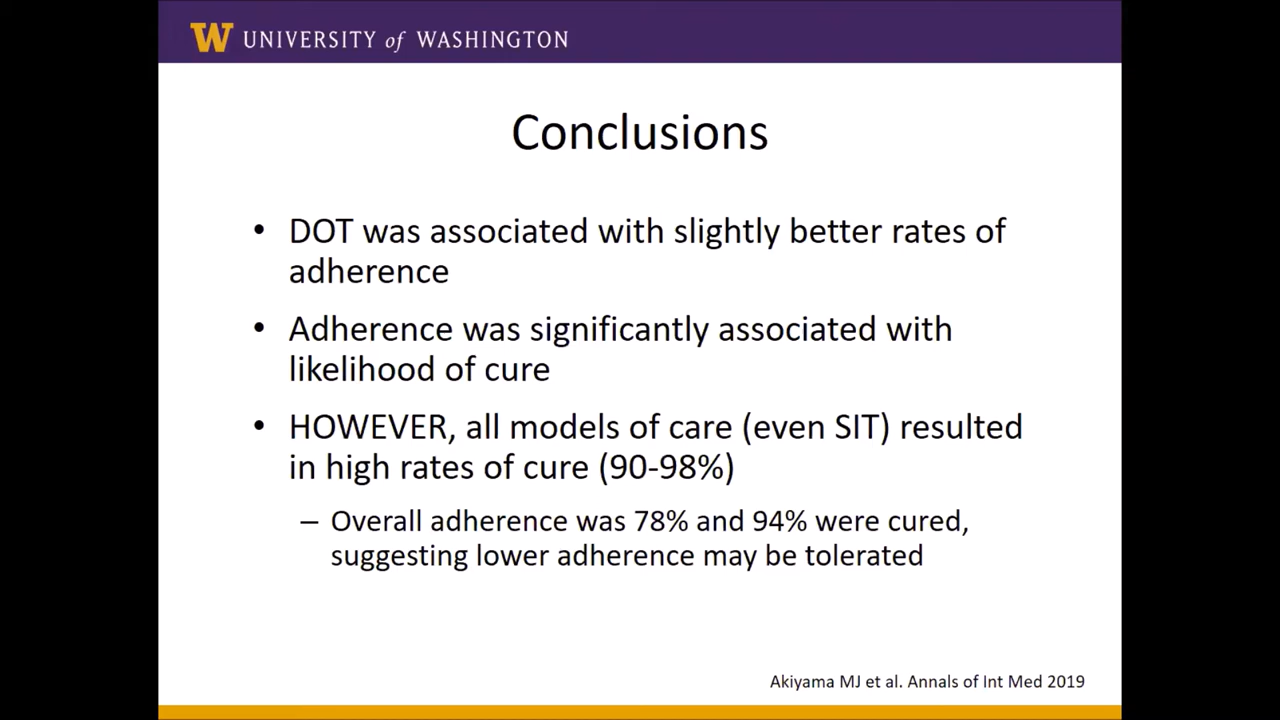 W UNIVERSITY of WASHINGTON
Conclusions
• DOT was associated with slightly better rates of
adherence
• Adherence was significantly associated with
likelihood of cure
• HOWEVER, all models of care (even SIT) resulted
in high rates of cure (90-98%)
– Overall adherence was 78% and 94% were cured,
suggesting lower adherence may be tolerated
Akiyama MJ et al. Annals of Int Med 2019